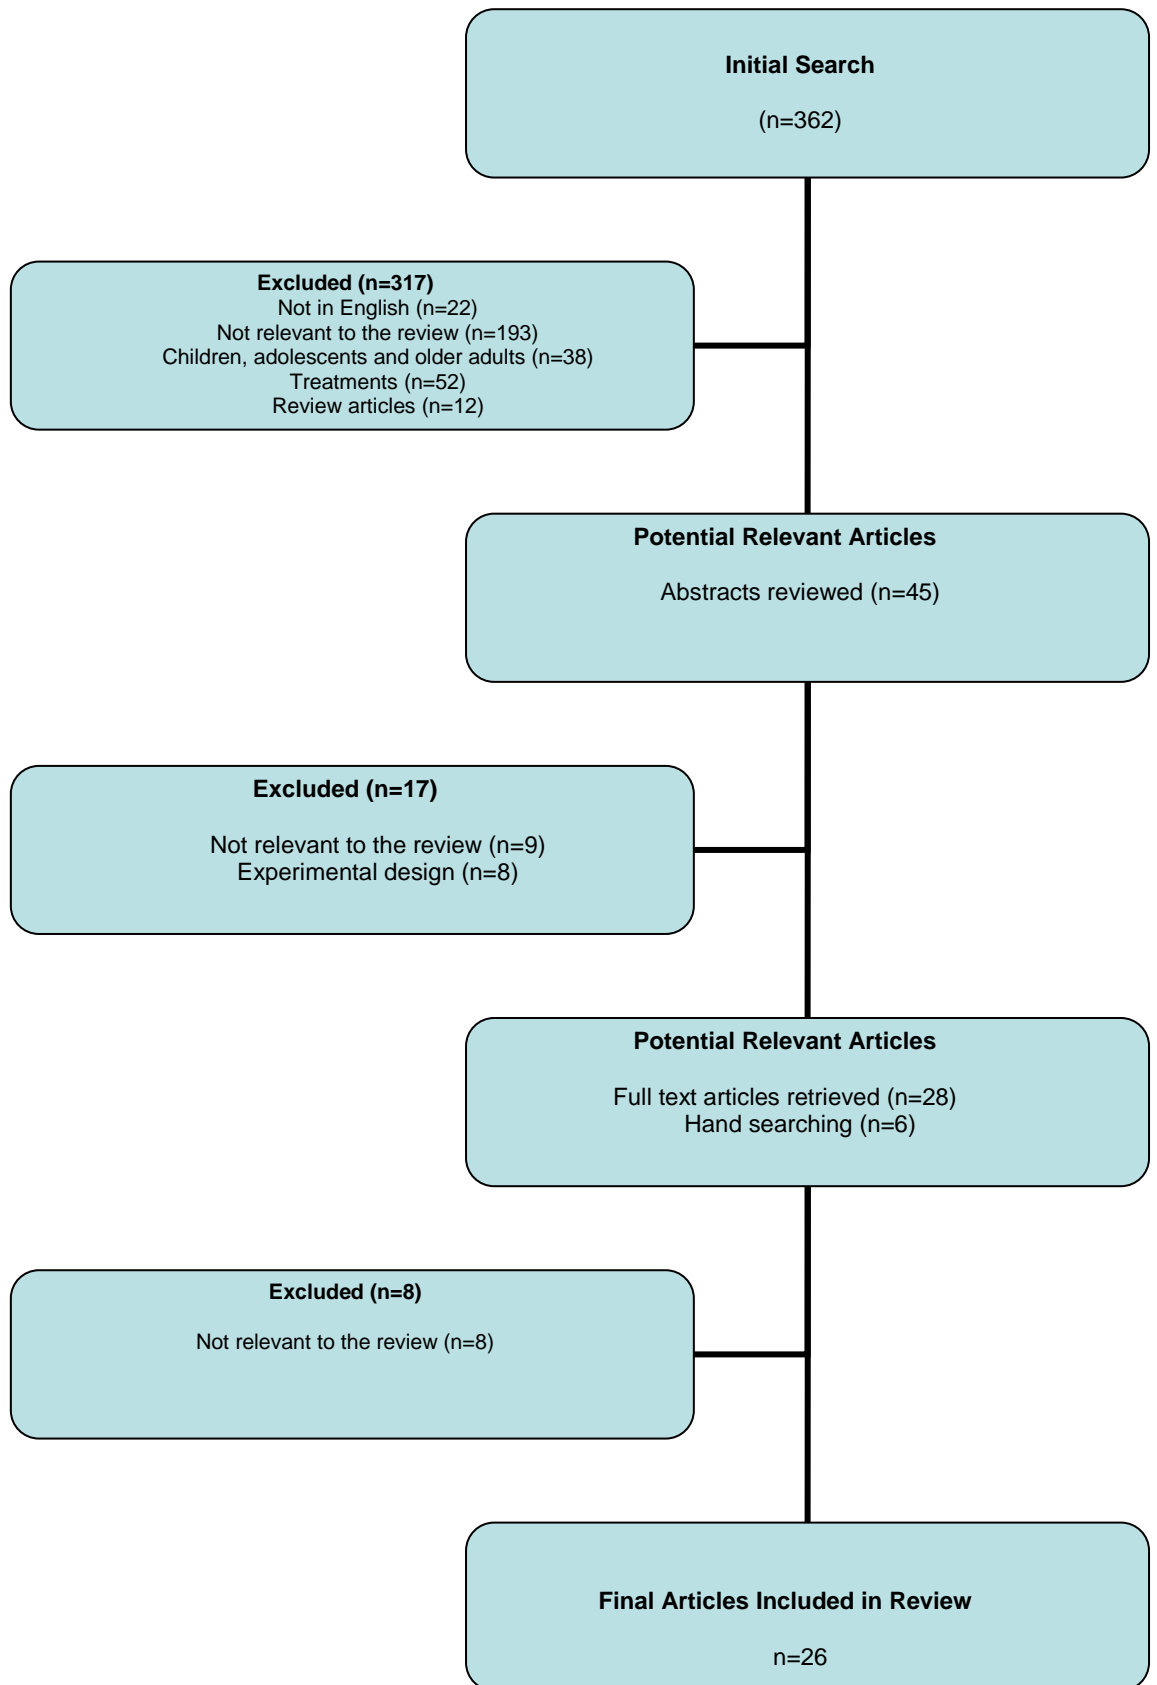 Initial Search
(n=362)
Excluded (n=317)
Not in English (n=22)
Not relevant to the review (n=193)
Children, adolescents and older adults (n=38)
Treatments (n=52)
Review articles (n=12)
Potential Relevant Articles
Abstracts reviewed (n=45)
Excluded (n=17)
Not relevant to the review (n=9)
Experimental design (n=8)
Potential Relevant Articles
Full text articles retrieved (n=28)
Hand searching (n=6)
Excluded (n=8)
Not relevant to the review (n=8)
Final Articles Included in Review
n=26